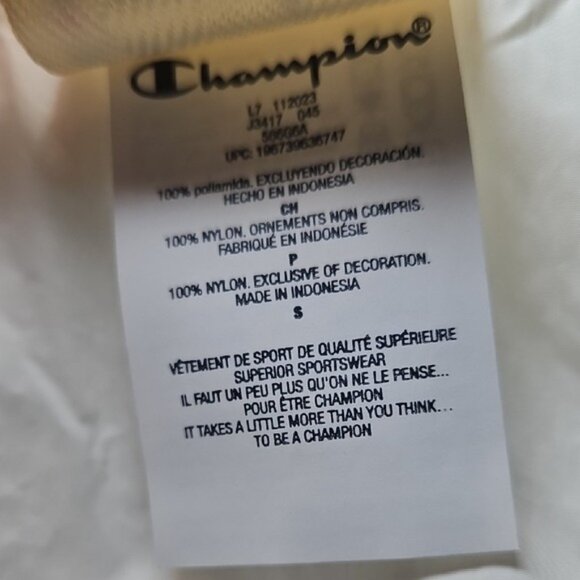 Champion®
L7 112023
J3417 045
586G6A
UPC: 196739636747
100% poliamida. EXCLUYENDO DECORACIÓN.
HECHO EN INDONESIA
CH
100% NYLON. ORNEMENTS NON COMPRIS.
FABRIQUÉ EN INDONÉSIE
P
100% NYLON. EXCLUSIVE OF DECORATION.
MADE IN INDONESIA
S
VÊTEMENT DE SPORT DE QUALITÉ SUPÉRIEURE
SUPERIOR SPORTSWEAR
IL FAUT UN PEU PLUS QU'ON NE LE PENSE...
POUR ÊTRE CHAMPION
IT TAKES A LITTLE MORE THAN YOU THINK...
TO BE A CHAMPION